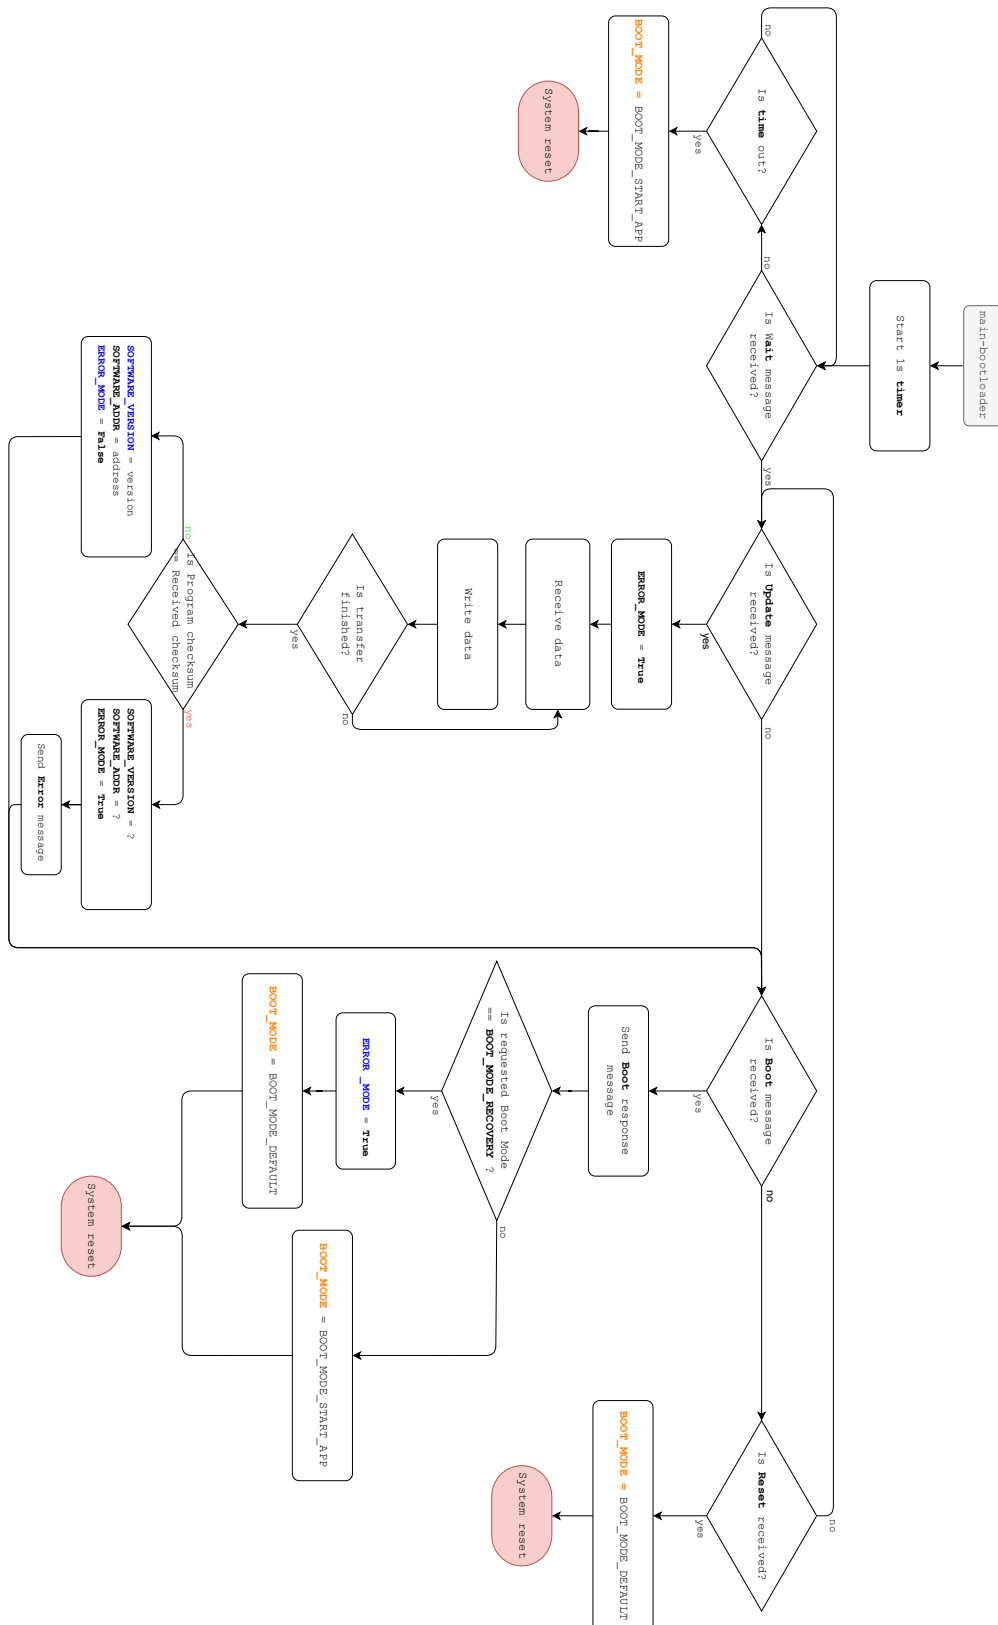 main-bootloader
Start 1s timer
no
Is time out?
yes
BOOT_MODE = BOOT_MODE_START_APP
System reset
no
Is Wait message
received?
yes
Is Update message
received?
yes
no
ERROR_MODE = True
Receive data
Write data
Is transfer
finished?
yes
no
no
Is Program checksum
== Received checksum
yes
SOFTWARE_VERSION = version
SOFTWARE_ADDR = address
ERROR_MODE = False
SOFTWARE_VERSION = ?
SOFTWARE_ADDR = ?
ERROR_MODE = True
Send Error message
Is Boot message
received?
yes
no
Send Boot response
message
Is requested Boot Mode
== BOOT_MODE_RECOVERY ?
yes
no
ERROR _MODE = True
BOOT_MODE = BOOT_MODE_DEFAULT
BOOT_MODE = BOOT_MODE_START_APP
System reset
Is Reset received?
no
yes
BOOT_MODE = BOOT_MODE_DEFAULT
System reset